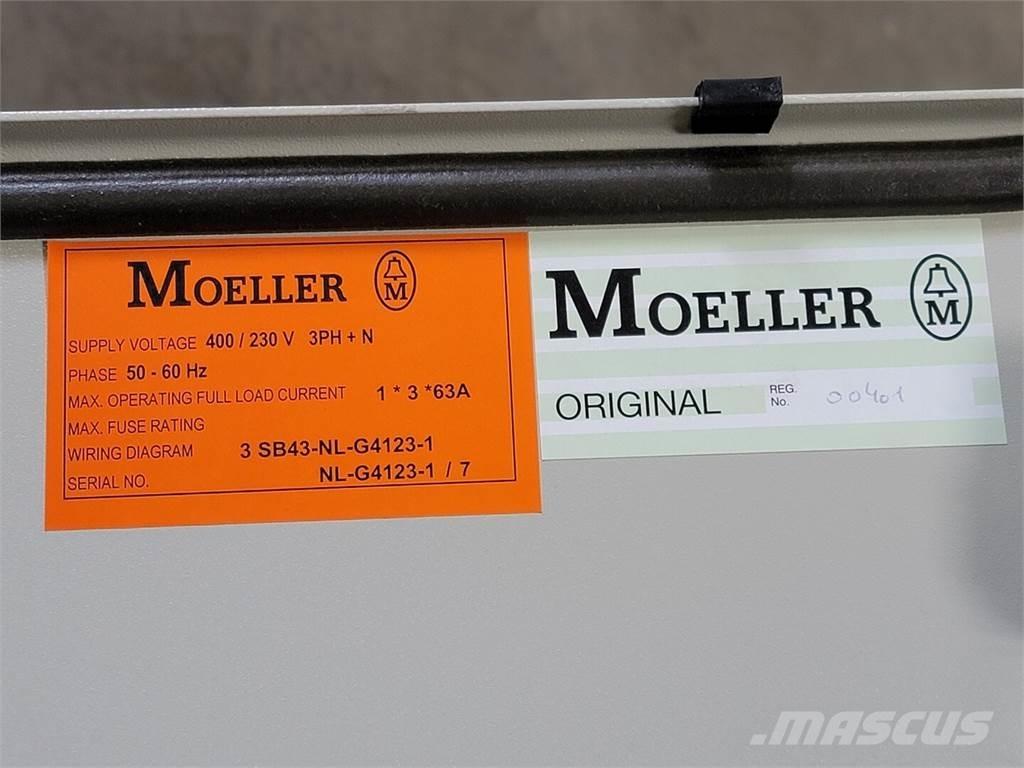 MOELLER M
SUPPLY VOLTAGE 400 / 230 V 3PH + N
PHASE 50 - 60 Hz
MAX. OPERATING FULL LOAD CURRENT 1 * 3 *63A
MAX. FUSE RATING
WIRING DIAGRAM 3 SB43-NL-G4123-1
SERIAL NO. NL-G4123-1 / 7
MOELLER M
ORIGINAL REG. No. 00401
.MASCUS